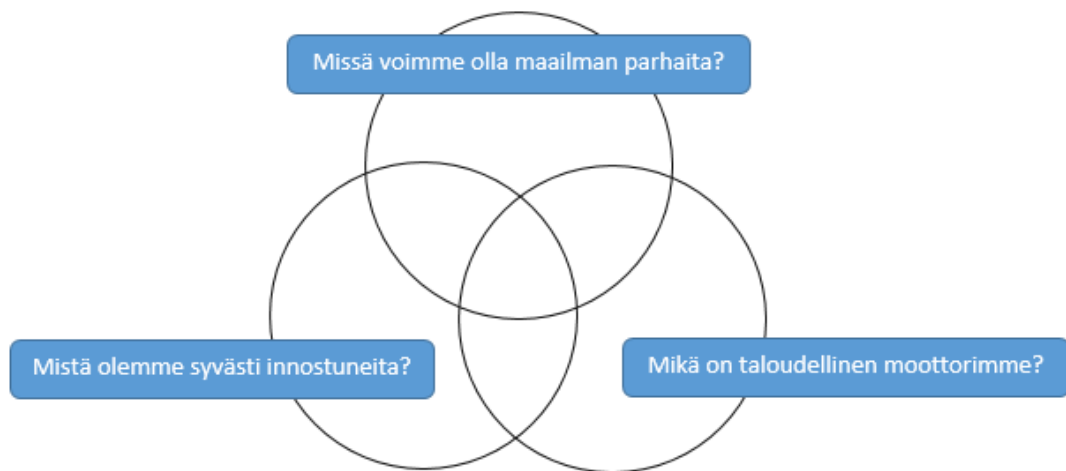 Missä voimme olla maailman parhaita?
Mistä olemme syvästi innostuneita?
Mikä on taloudellinen moottorimme?